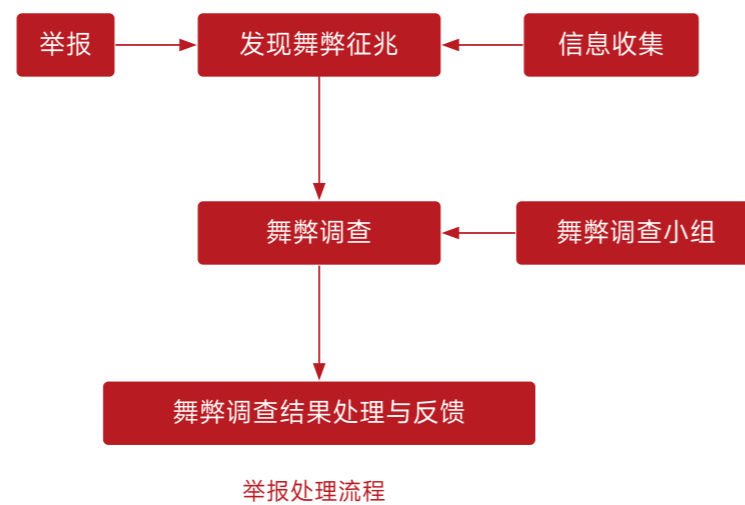 举报
发现舞弊征兆
信息收集
舞弊调查
舞弊调查小组
舞弊调查结果处理与反馈
举报处理流程